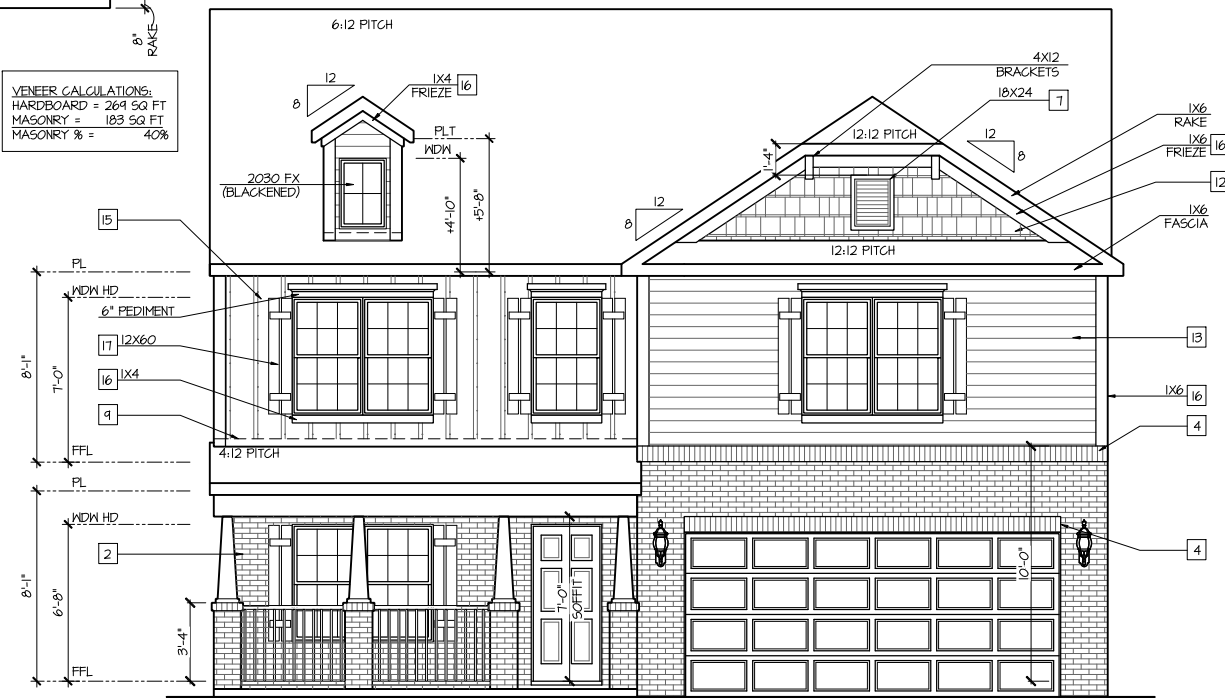 8"
RAKE
VENEER CALCULATIONS:
HARDBOARD = 269 SQ FT
MASONRY = 183 SQ FT
MASONRY % = 40%
6:12 PITCH
12
8
1X4
FRIEZE
16
PLT
WDW
2030 FX
(BLACKENED)
+4'-10"
+5'-8"
4X12
BRACKETS
18X24
7
12:12 PITCH
1'-4"
12
8
12
8
1X6
RAKE
1X6
FRIEZE
16
12
1X6
FASCIA
12:12 PITCH
15
PL
WDW HD
6" PEDIMENT
17
12X60
16
1X4
9
8'-1"
7'-0"
FFL
4:12 PITCH
13
1X6
16
4
PL
WDW HD
2
8'-1"
6'-8"
3'-4"
FFL
7'-0"
SOFFIT
10'-0"
4